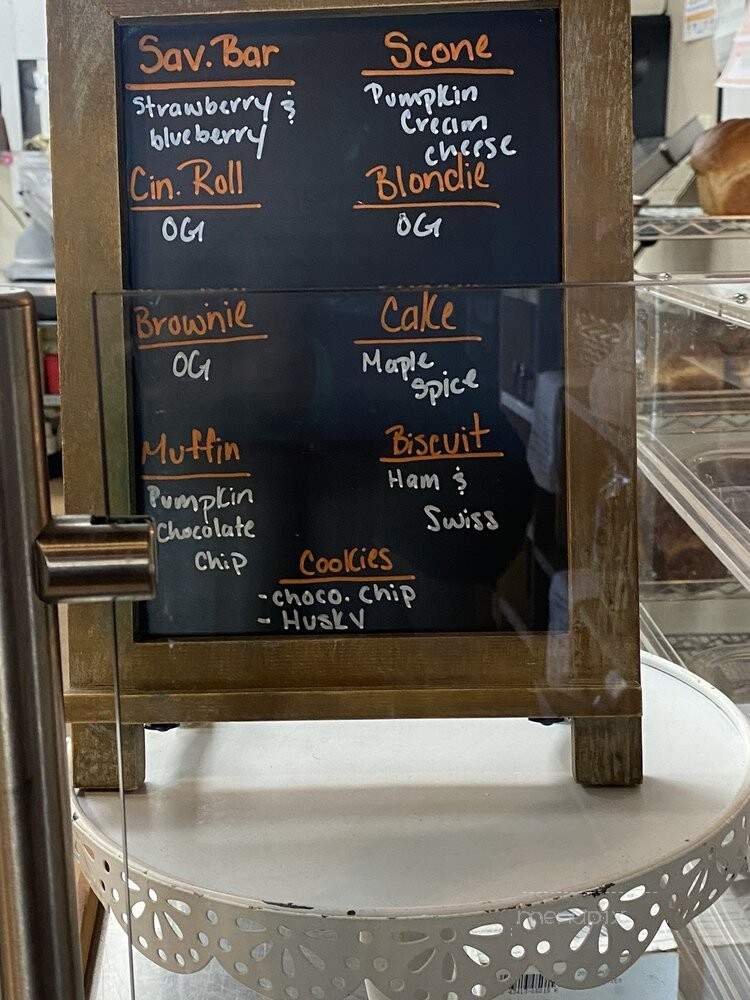 Sav. Bar
Strawberry &
blueberry
Scone
Pumpkin
Cream
cheese
Cin. Roll
OG
Blondie
OG
Brownie
OG
Cake
Maple
Spice
Muffin
Pumpkin
Chocolate
Chip
Biscuit
Ham &
Swiss
Cookies
- choco. chip
- Husky